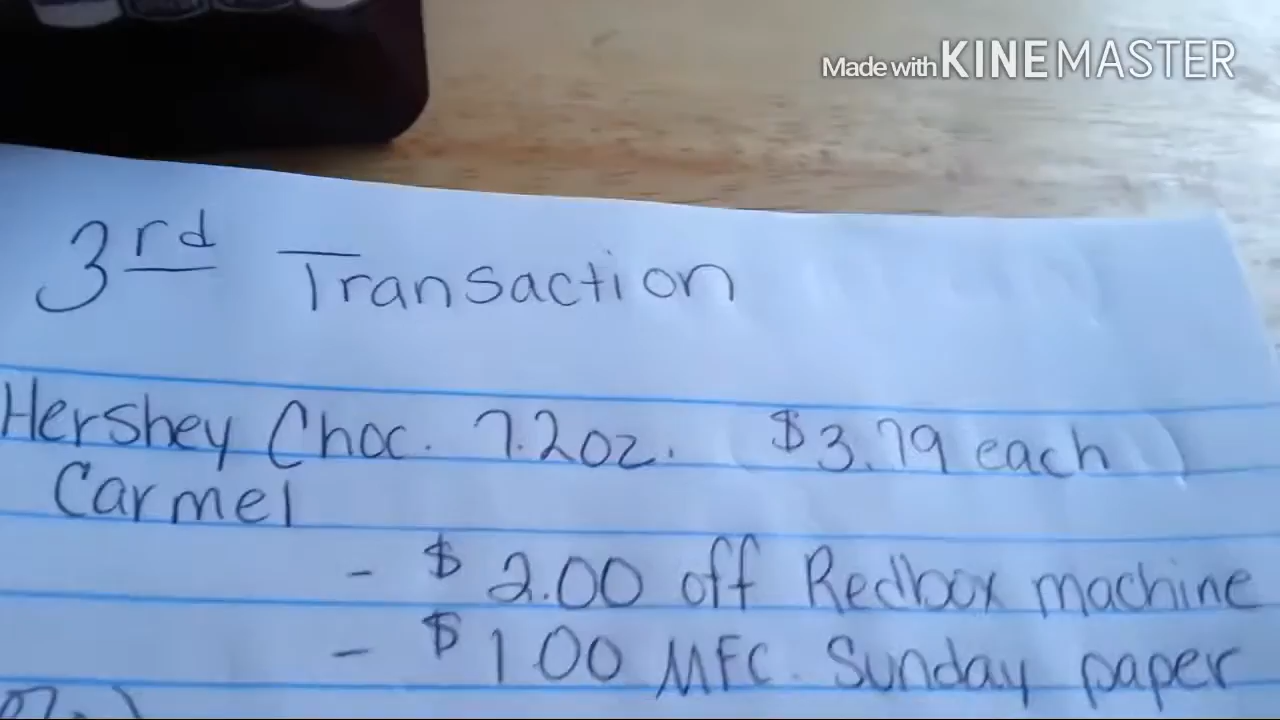 Made with KINEMASTER
3rd Transaction
Hershey Choc. 7.2oz. $3.79 each
Carmel
- $2.00 off Redbox machine
- $1.00 MFC. Sunday paper